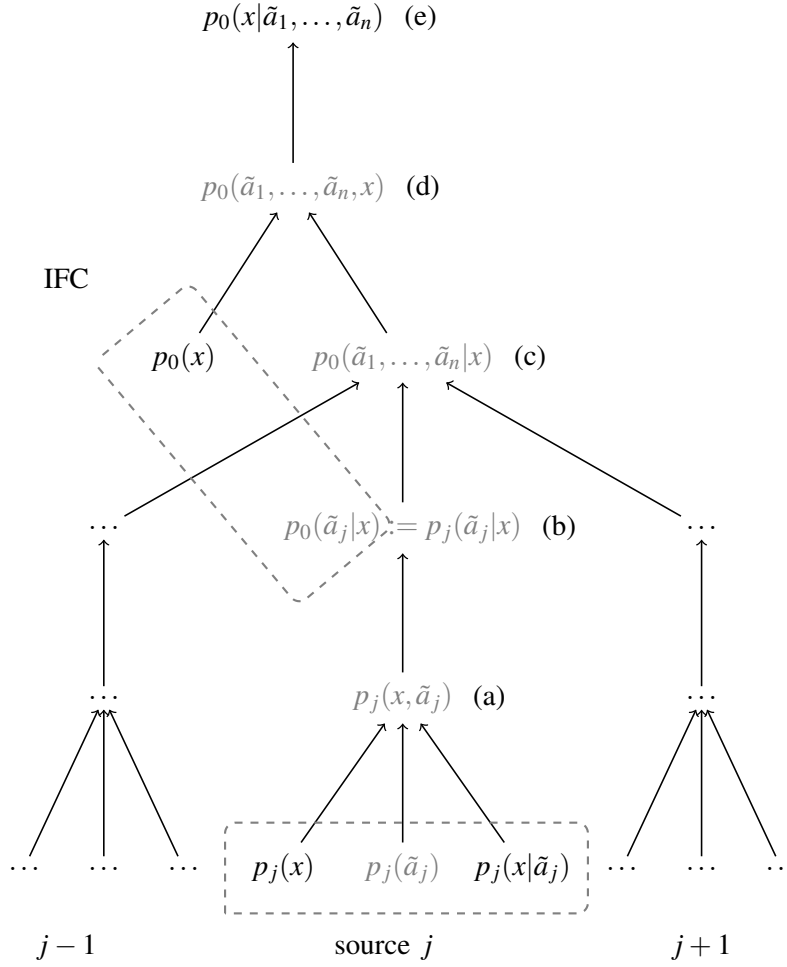 p₀(x|ã₁,…,ãₙ) (e)
p₀(ã₁,…,ãₙ,x) (d)
IFC
p₀(x) p₀(ã₁,…,ãₙ|x) (c)
… p₀(ãⱼ|x) := pⱼ(ãⱼ|x) (b) …
… pⱼ(x,ãⱼ) (a) …
… … … pⱼ(x) pⱼ(ãⱼ) pⱼ(x|ãⱼ) … … …
j − 1 source j j + 1